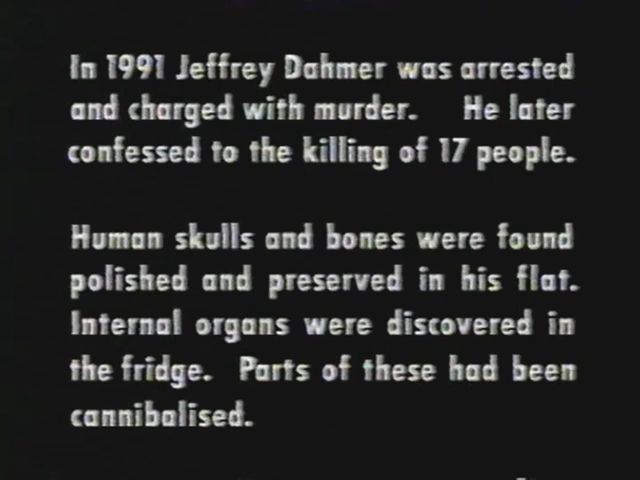 In 1991 Jeffrey Dahmer was arrested
and charged with murder. He later
confessed to the killing of 17 people.
Human skulls and bones were found
polished and preserved in his flat.
Internal organs were discovered in
the fridge. Parts of these had been
cannibalised.